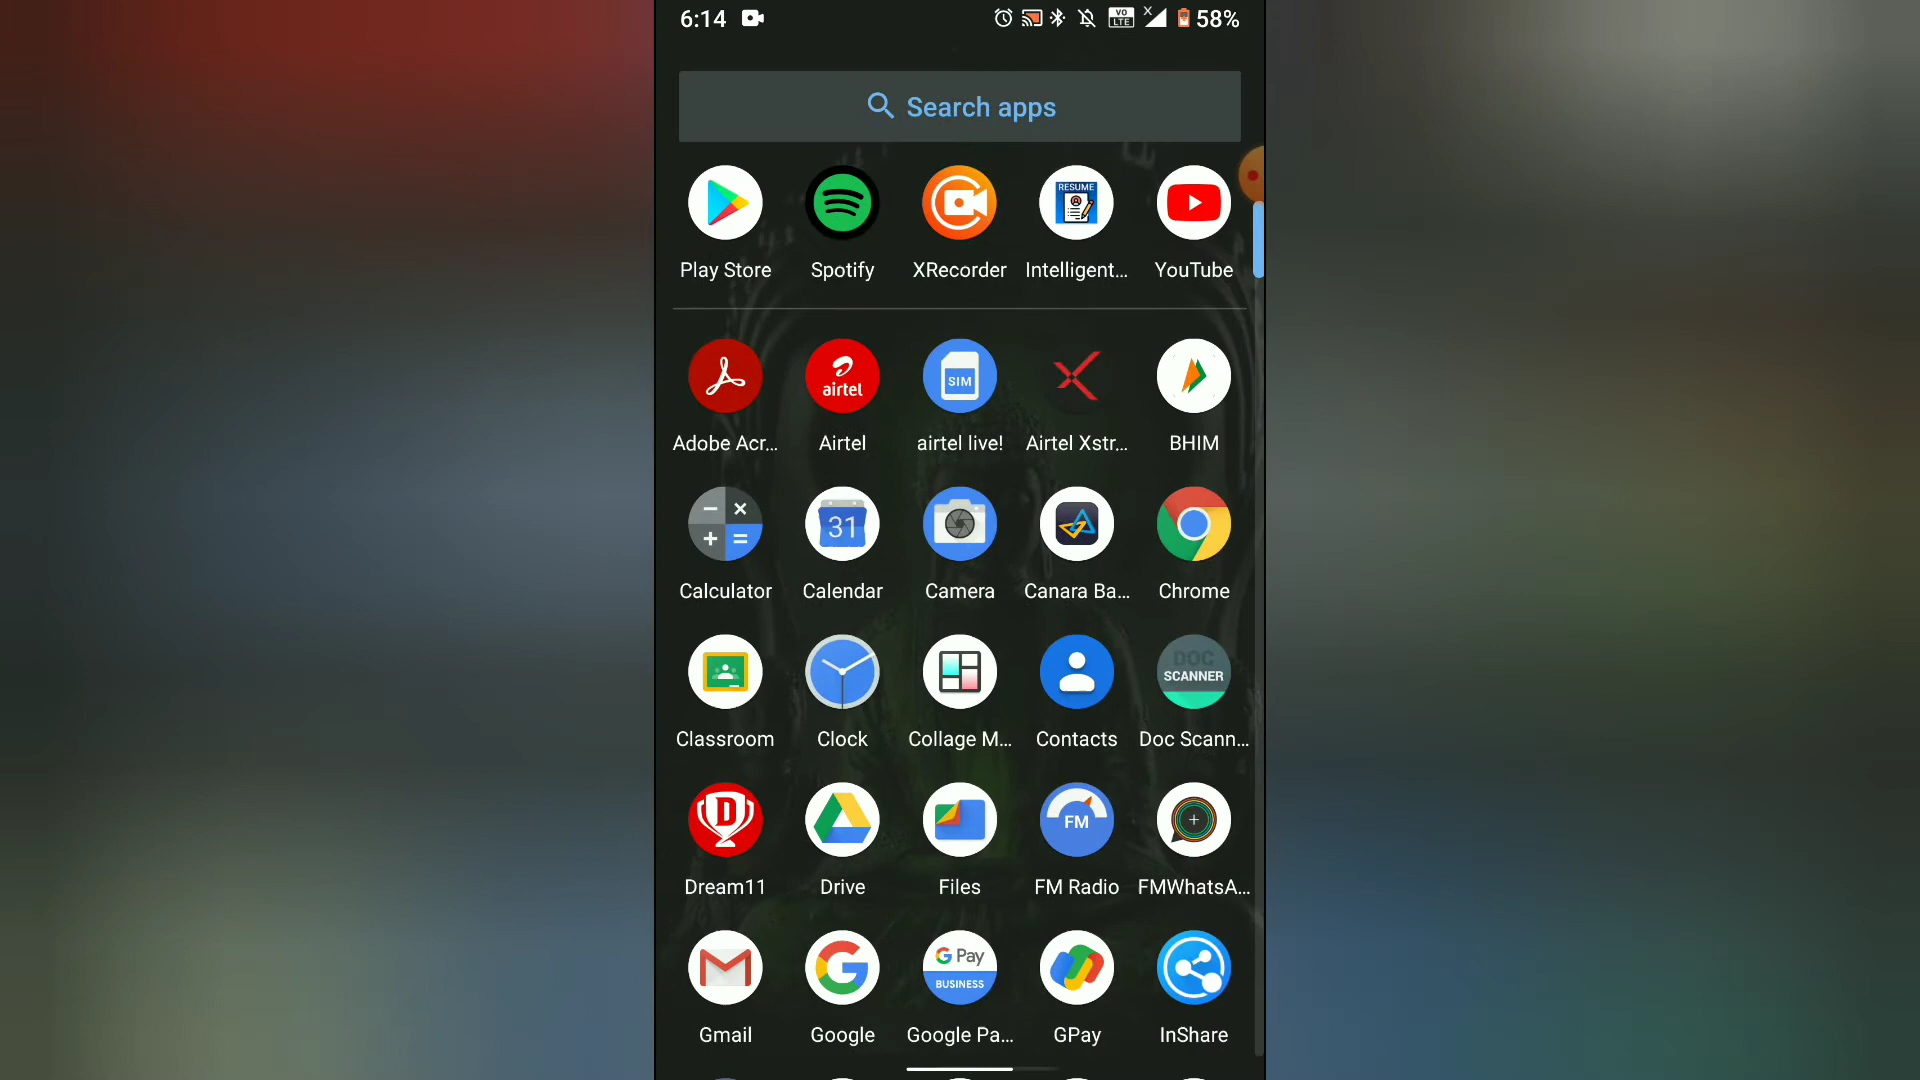 6:14 VO LTE 58%
Search apps
RESUME
Play Store Spotify XRecorder Intelligent... YouTube
airtel SIM
Adobe Acr... Airtel airtel live! Airtel Xstr... BHIM
31
Calculator Calendar Camera Canara Ba... Chrome
DOC
SCANNER
Classroom Clock Collage M... Contacts Doc Scann...
D FM
Dream11 Drive Files FM Radio FMWhatsA...
G Pay
BUSINESS
Gmail Google Google Pa... GPay InShare